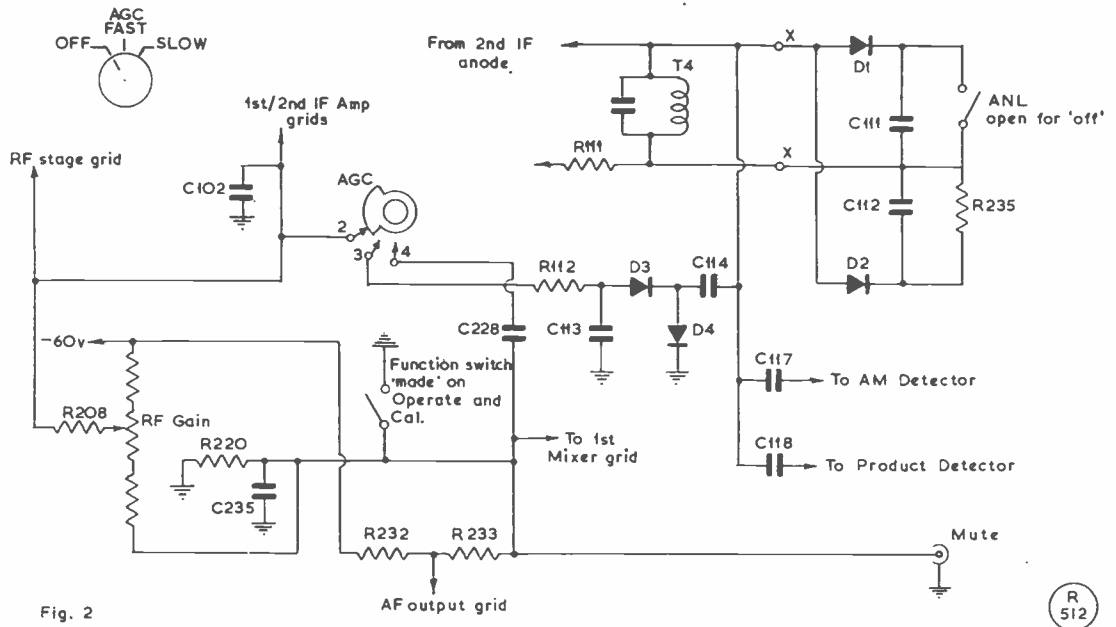 AGC
FAST
OFF
SLOW
From 2nd IF
anode
T4
X
D1
C111
ANL
open for 'off'
1st/2nd IF Amp
grids
RF stage grid
C102
AGC
R111
X
C112
R235
2
3
4
R112
D3
C114
D2
C228
C113
D4
-60v
Function switch
'made' on
Operate and
Cal.
C117
To AM Detector
R208
RF Gain
R220
To 1st
Mixer grid
C118
To Product Detector
C235
R232
R233
Mute
AF output grid
Fig. 2
R
512